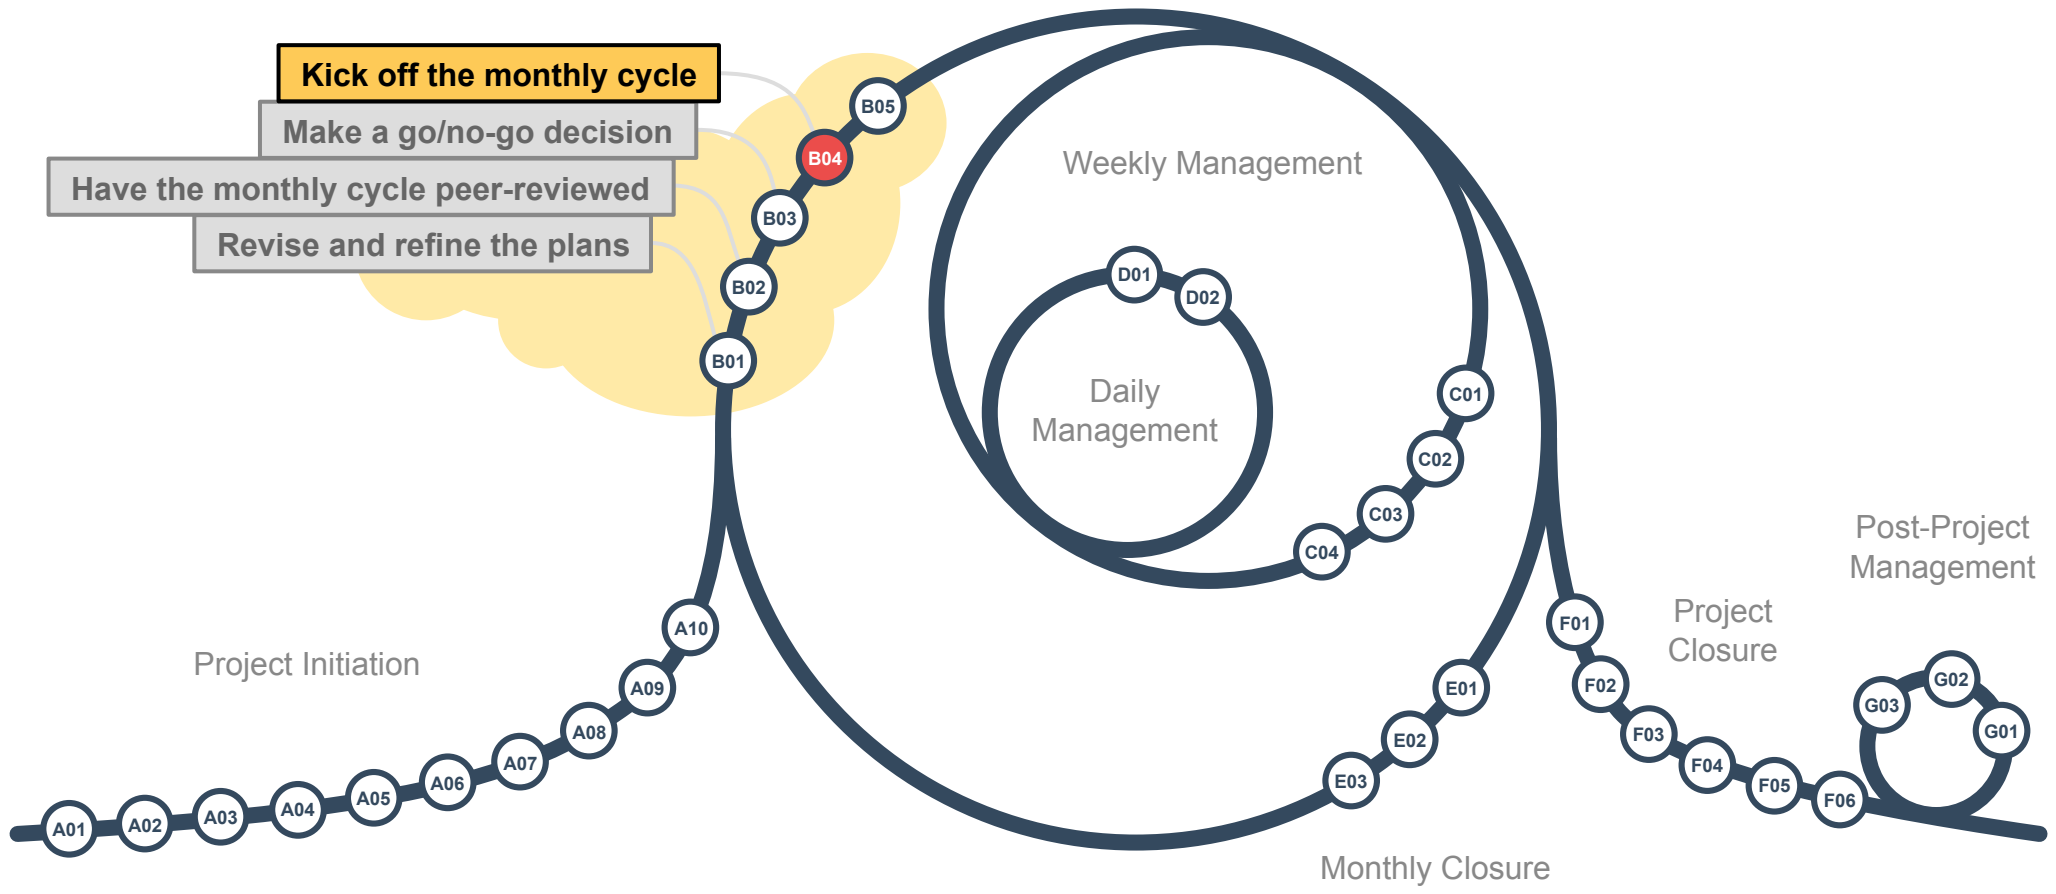 Kick off the monthly cycle
Make a go/no-go decision
Have the monthly cycle peer-reviewed
Revise and refine the plans
B05
B04
B03
B02
B01
Weekly Management
D01
D02
Daily
Management
C01
C02
C03
C04
Project Initiation
A01
A02
A03
A04
A05
A06
A07
A08
A09
A10
E01
E02
E03
Monthly Closure
F01
F02
F03
F04
F05
F06
Project
Closure
Post-Project
Management
G03
G02
G01